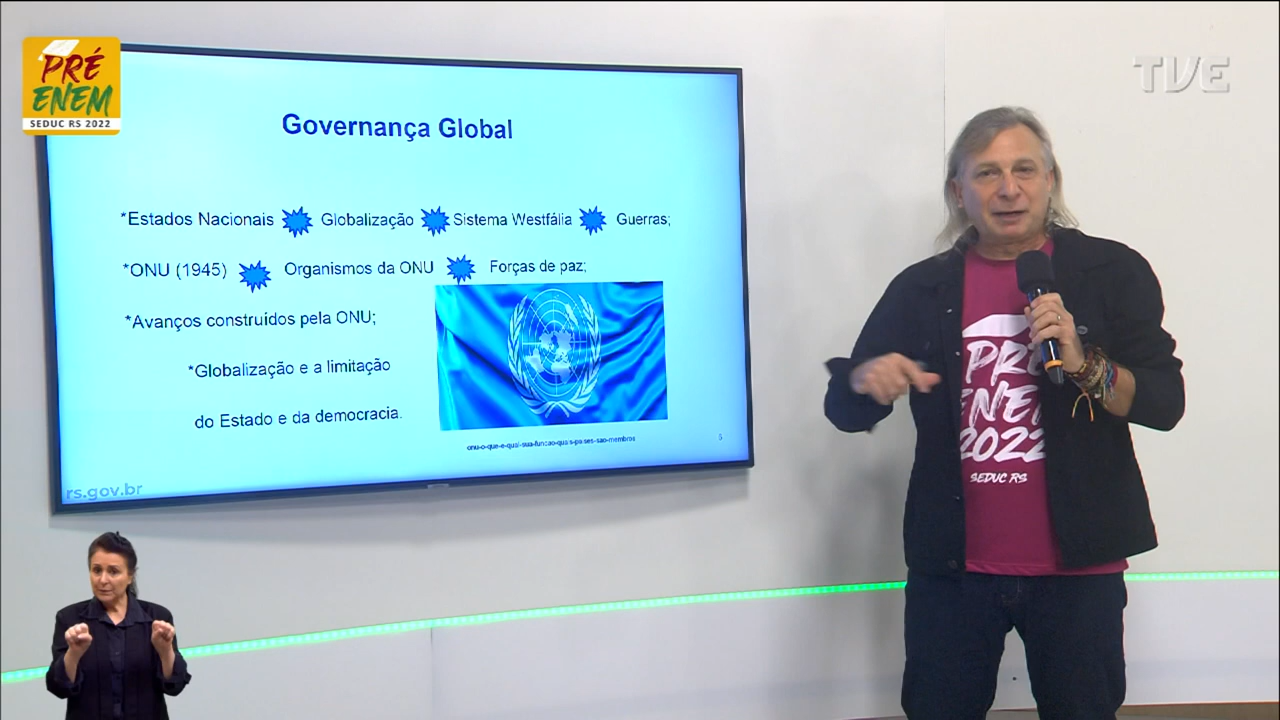 PRÉ
ENEM
SEDUC RS 2022
TVE
Governança Global
*Estados Nacionais Globalização Sistema Westfália Guerras;
*ONU (1945) Organismos da ONU Forças de paz;
*Avanços construídos pela ONU;
*Globalização e a limitação
do Estado e da democracia.
onu-o-que-e-qual-sua-funcao-quais-paises-sao-membros
5
rs.gov.br
PRÉ
ENEM
2022
SEDUC RS